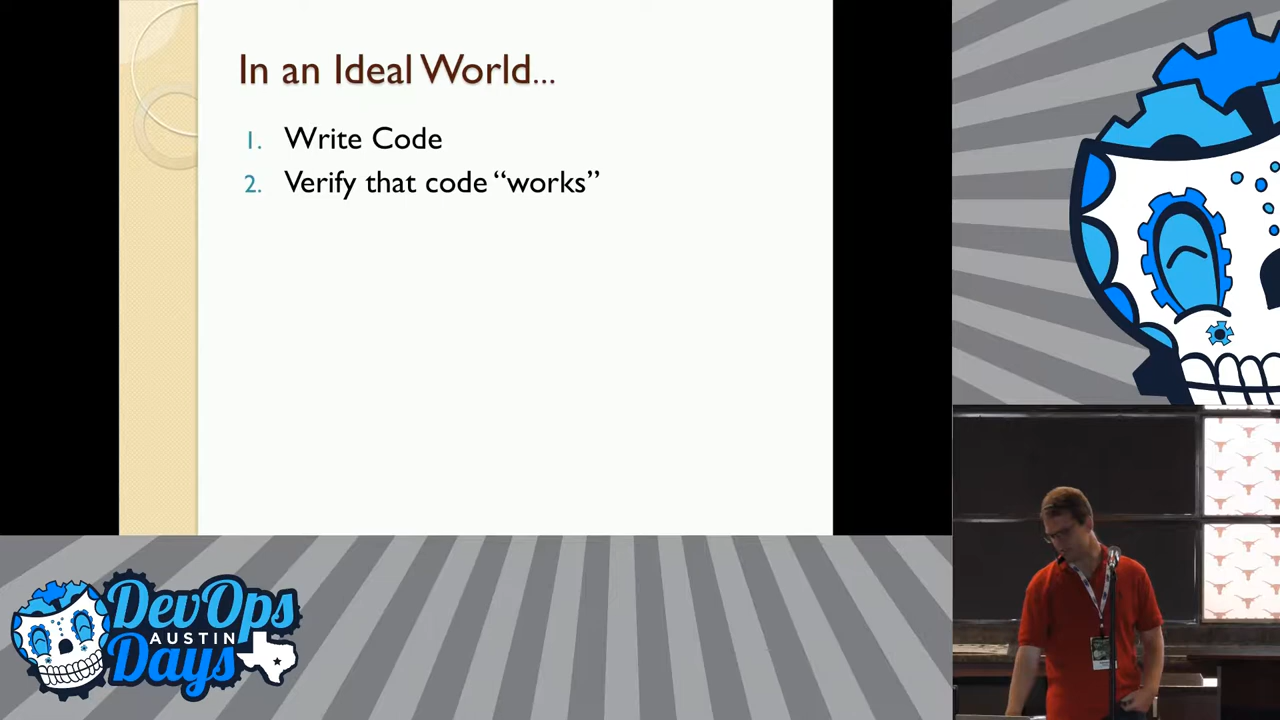 In an Ideal World...
1. Write Code
2. Verify that code “works”
DevOps
AUSTIN
Days